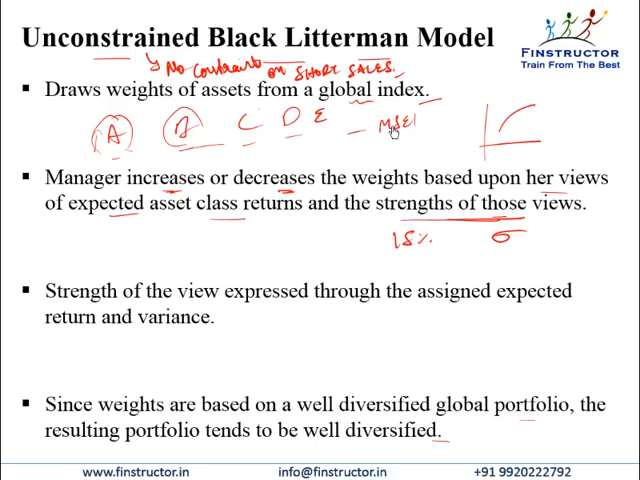 Unconstrained Black Litterman Model
FINSTRUCTOR
TRAIN FROM THE BEST
No constraint on SHORT SALES.
▪ Draws weights of assets from a global index.
A C D E
▪ Manager increases or decreases the weights based upon her views
of expected asset class returns and the strengths of those views.
15% σ
▪ Strength of the view expressed through the assigned expected
return and variance.
▪ Since weights are based on a well diversified global portfolio, the
resulting portfolio tends to be well diversified.
www.finstructor.in info@finstructor.in +91 9920222792